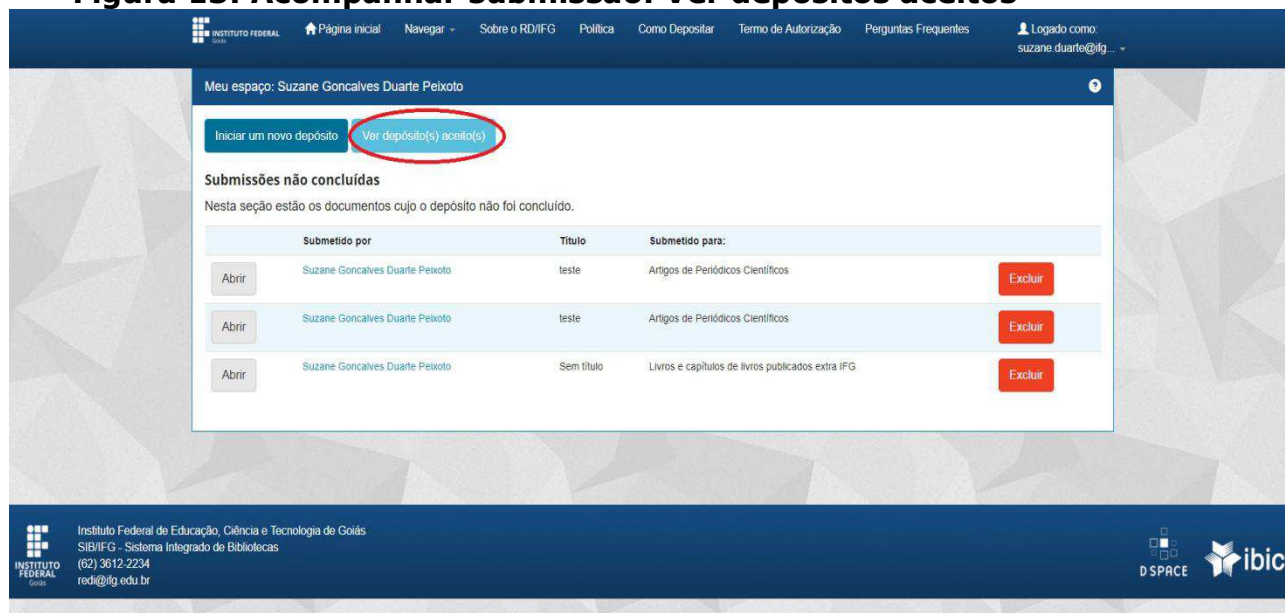 Figura 15: Acompanhar submissão: ver depósitos aceitos
INSTITUTO FEDERAL
Goiás
Página inicial Navegar Sobre o RD/IFG Política Como Depositar Termo de Autorização Perguntas Frequentes Logado como:
suzane.duarte@ifg...
Meu espaço: Suzane Goncalves Duarte Peixoto
Iniciar um novo depósito Ver depósito(s) aceito(s)
Submissões não concluídas
Nesta seção estão os documentos cujo o depósito não foi concluído.
Submetido por Título Submetido para:
Abrir Suzane Goncalves Duarte Peixoto teste Artigos de Periódicos Científicos Excluir
Abrir Suzane Goncalves Duarte Peixoto teste Artigos de Periódicos Científicos Excluir
Abrir Suzane Goncalves Duarte Peixoto Sem título Livros e capítulos de livros publicados extra IFG Excluir
Instituto Federal de Educação, Ciência e Tecnologia de Goiás
SIB/IFG - Sistema Integrado de Bibliotecas
(62) 3612-2234
redi@ifg.edu.br
INSTITUTO
FEDERAL
Goiás
DSPACE
ibic